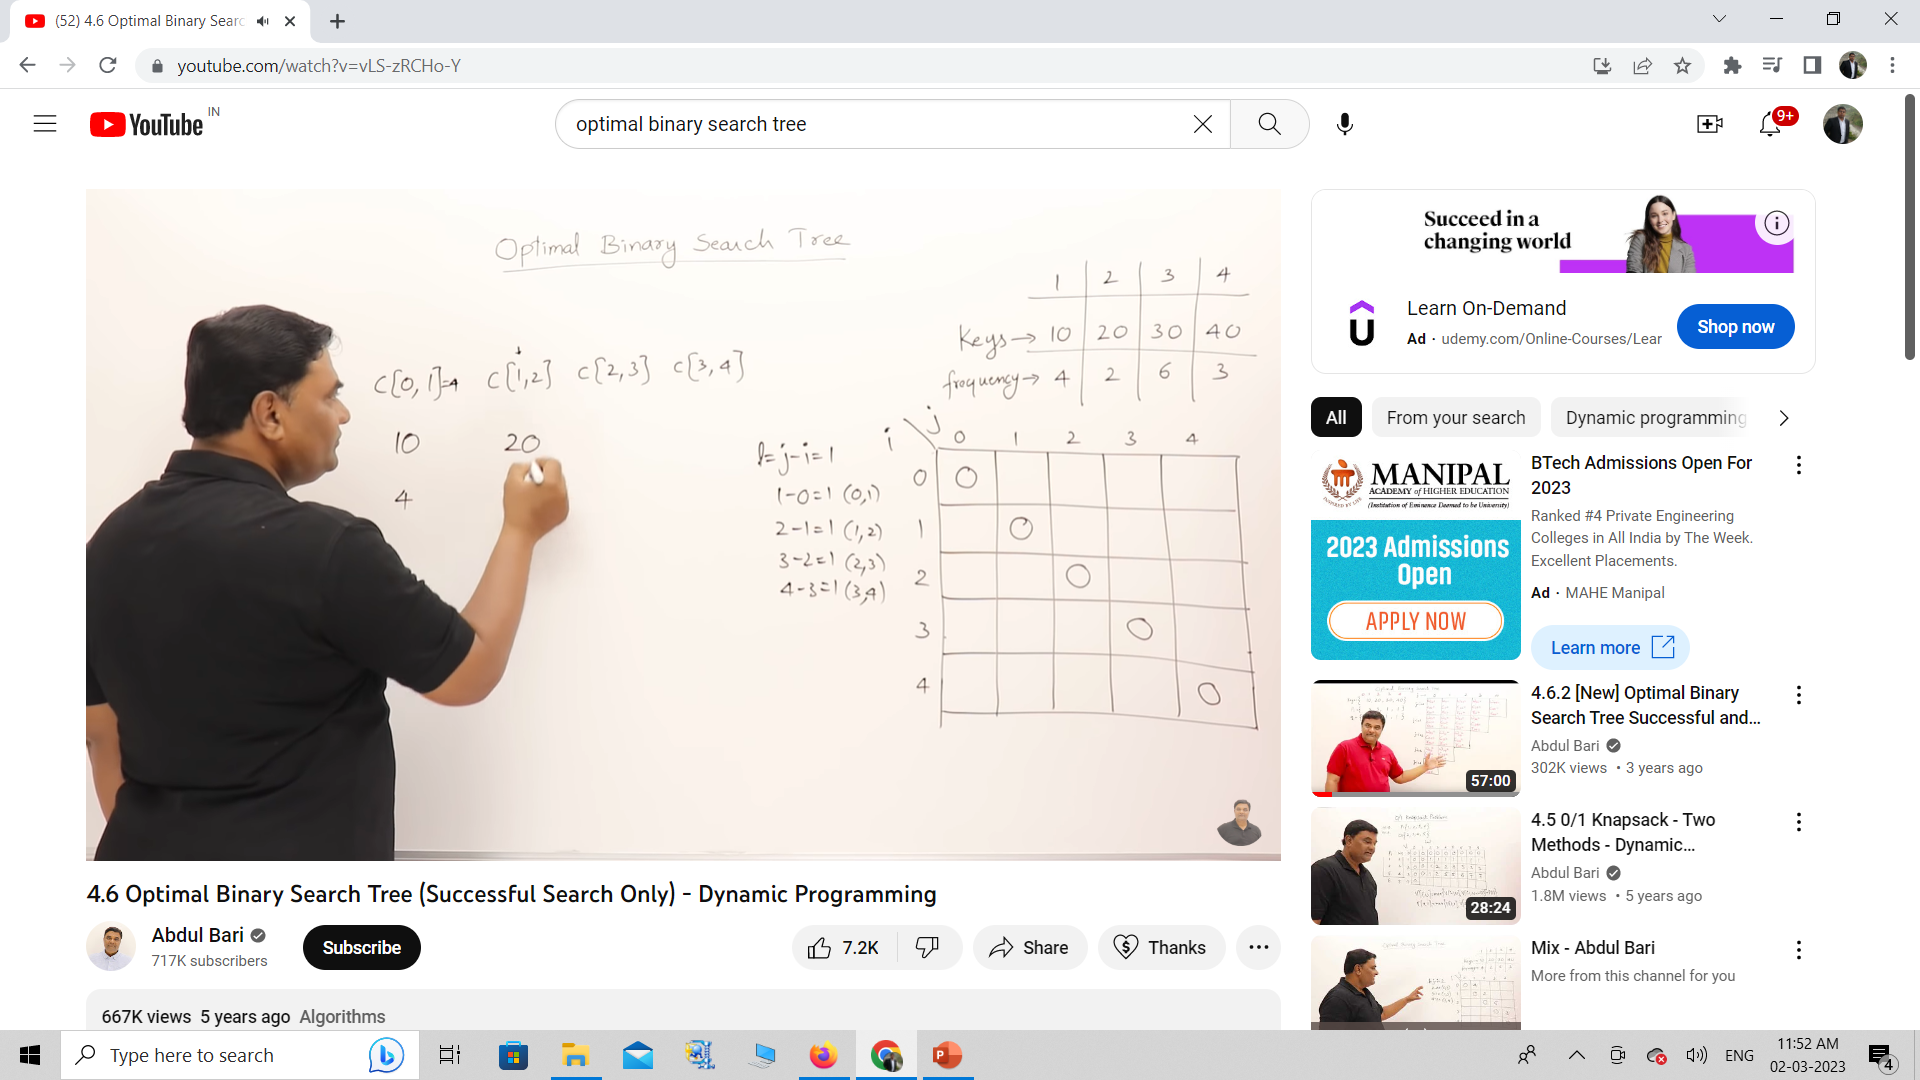 (52) 4.6 Optimal Binary Searc
youtube.com/watch?v=vLS-zRCHo-Y
YouTube IN
optimal binary search tree
9+
Optimal Binary Search Tree
1 2 3 4
Keys→ 10 20 30 40
frequency→ 4 2 6 3
C[0,1]=4 C[1,2] C[2,3] C[3,4]
10 20
4
l=j-i=1
1-0=1 (0,1)
2-1=1 (1,2)
3-2=1 (2,3)
4-3=1 (3,4)
i j
0 1 2 3 4
0 0
1 0
2 0
3 0
4 0
4.6 Optimal Binary Search Tree (Successful Search Only) - Dynamic Programming
Abdul Bari
717K subscribers
Subscribe
7.2K
Share
Thanks
667K views 5 years ago Algorithms
Succeed in a
changing world
Learn On-Demand
Ad · udemy.com/Online-Courses/Lear
Shop now
All
From your search
Dynamic programming
MANIPAL
ACADEMY of HIGHER EDUCATION
(Institution of Eminence Deemed to be University)
2023 Admissions
Open
APPLY NOW
BTech Admissions Open For
2023
Ranked #4 Private Engineering
Colleges in All India by The Week.
Excellent Placements.
Ad · MAHE Manipal
Learn more
57:00
4.6.2 [New] Optimal Binary
Search Tree Successful and...
Abdul Bari
302K views • 3 years ago
28:24
4.5 0/1 Knapsack - Two
Methods - Dynamic...
Abdul Bari
1.8M views • 5 years ago
Mix - Abdul Bari
More from this channel for you
Type here to search
ENG
11:52 AM
02-03-2023
4